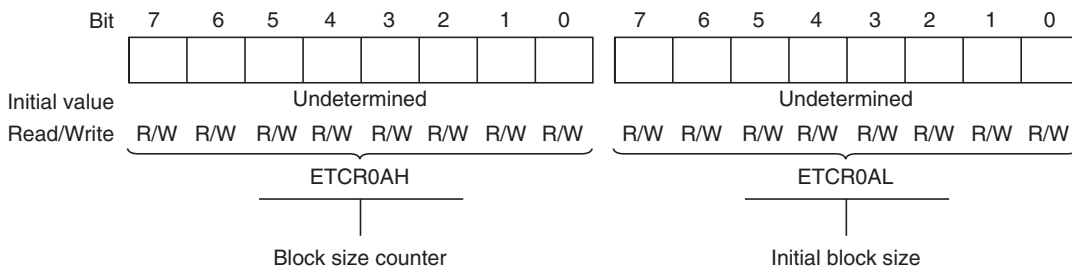 Bit 7 6 5 4 3 2 1 0 7 6 5 4 3 2 1 0
Initial value Undetermined Undetermined
Read/Write R/W R/W R/W R/W R/W R/W R/W R/W R/W R/W R/W R/W R/W R/W R/W R/W
ETCR0AH ETCR0AL
Block size counter Initial block size